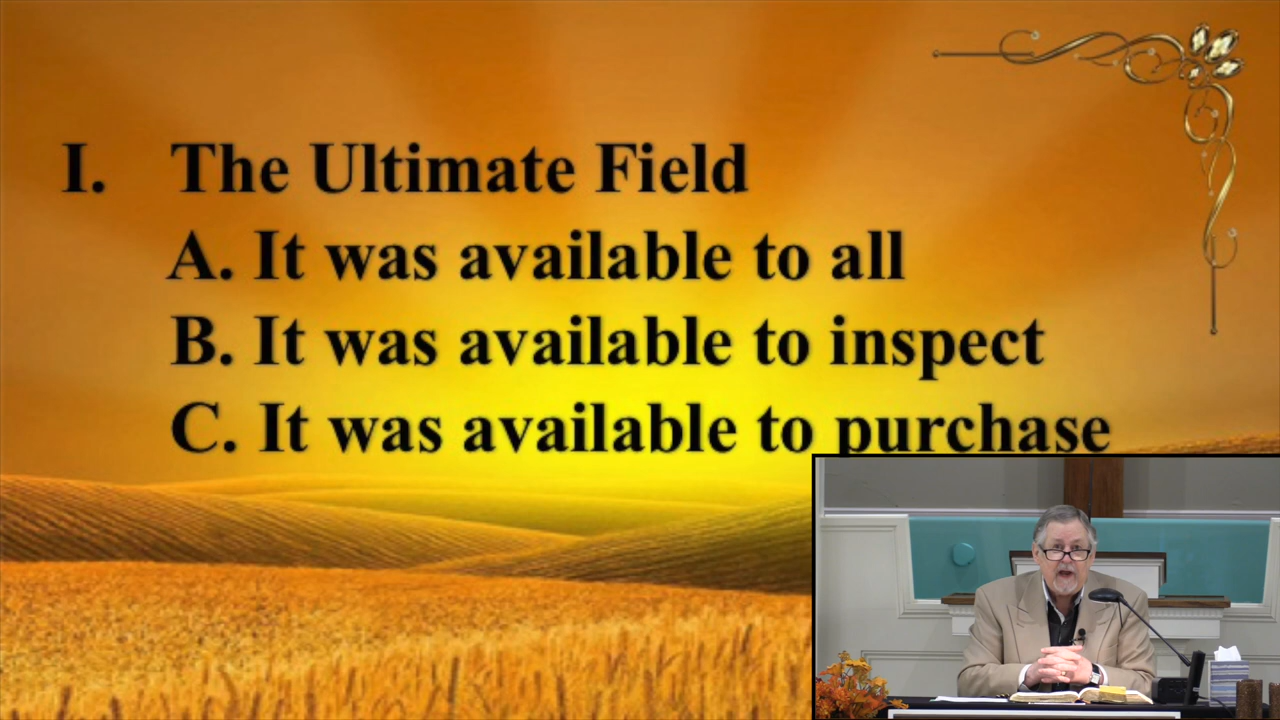 I. The Ultimate Field
A. It was available to all
B. It was available to inspect
C. It was available to purchase